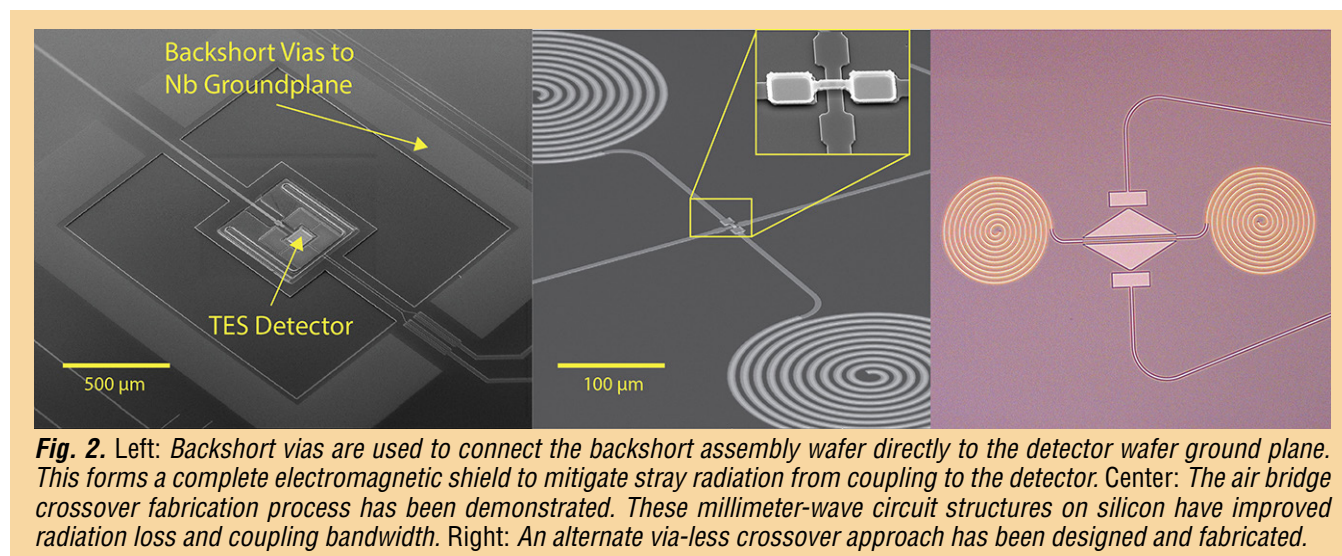 Backshort Vias to
Nb Groundplane
TES Detector
500 µm
100 µm
Fig. 2. Left: Backshort vias are used to connect the backshort assembly wafer directly to the detector wafer ground plane.
This forms a complete electromagnetic shield to mitigate stray radiation from coupling to the detector. Center: The air bridge
crossover fabrication process has been demonstrated. These millimeter-wave circuit structures on silicon have improved
radiation loss and coupling bandwidth. Right: An alternate via-less crossover approach has been designed and fabricated.